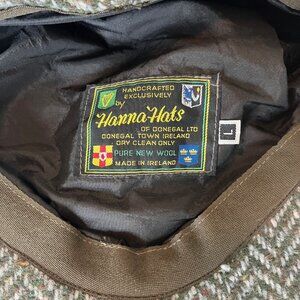 HANDCRAFTED
EXCLUSIVELY
by
Hanna Hats
OF DONEGAL LTD
DONEGAL TOWN IRELAND
DRY CLEAN ONLY
PURE NEW WOOL
MADE IN IRELAND
L